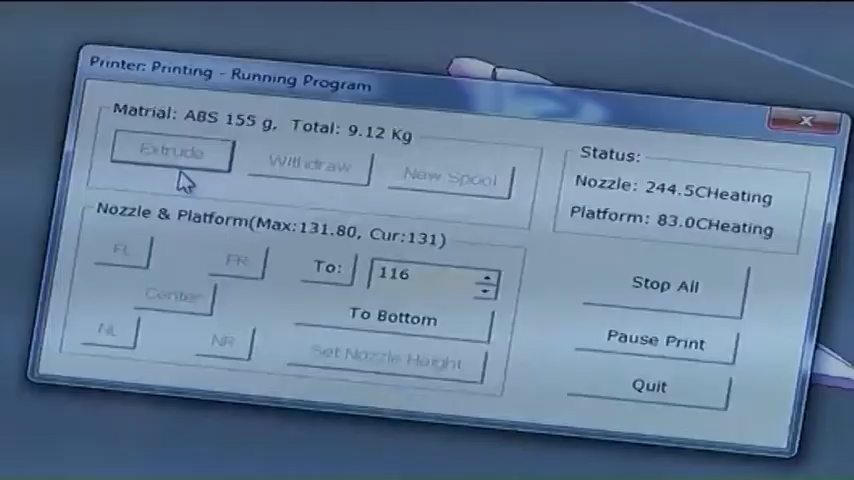 Printer: Printing - Running Program
Matrial: ABS 155 g, Total: 9.12 Kg
Extrude
Withdraw
New Spool
Status:
Nozzle: 244.5CHeating
Platform: 83.0CHeating
Nozzle & Platform(Max:131.80, Cur:131)
FL
FR
To:
116
Center
To Bottom
NL
NR
Set Nozzle Height
Stop All
Pause Print
Quit